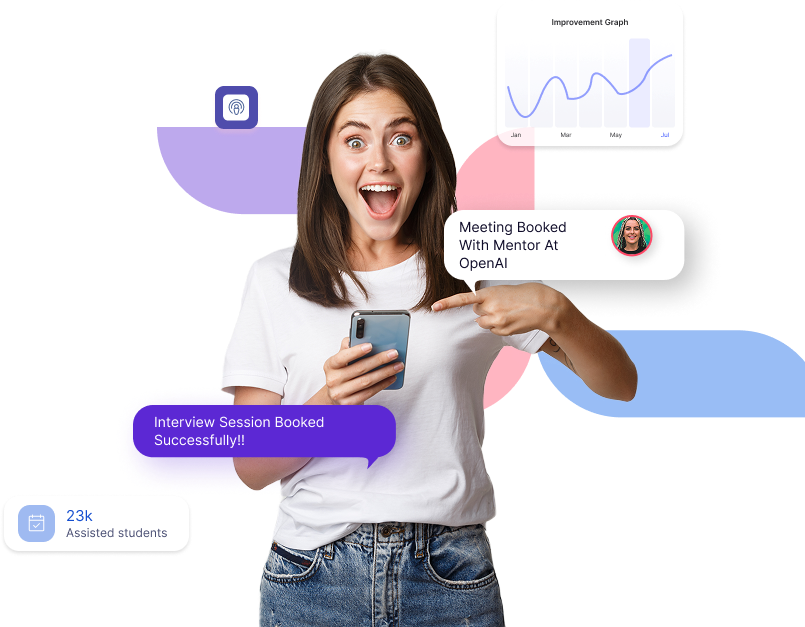 Improvement Graph
Jan Mar May Jul
Meeting Booked
With Mentor At
OpenAI
Interview Session Booked
Successfully!!
23k
Assisted students